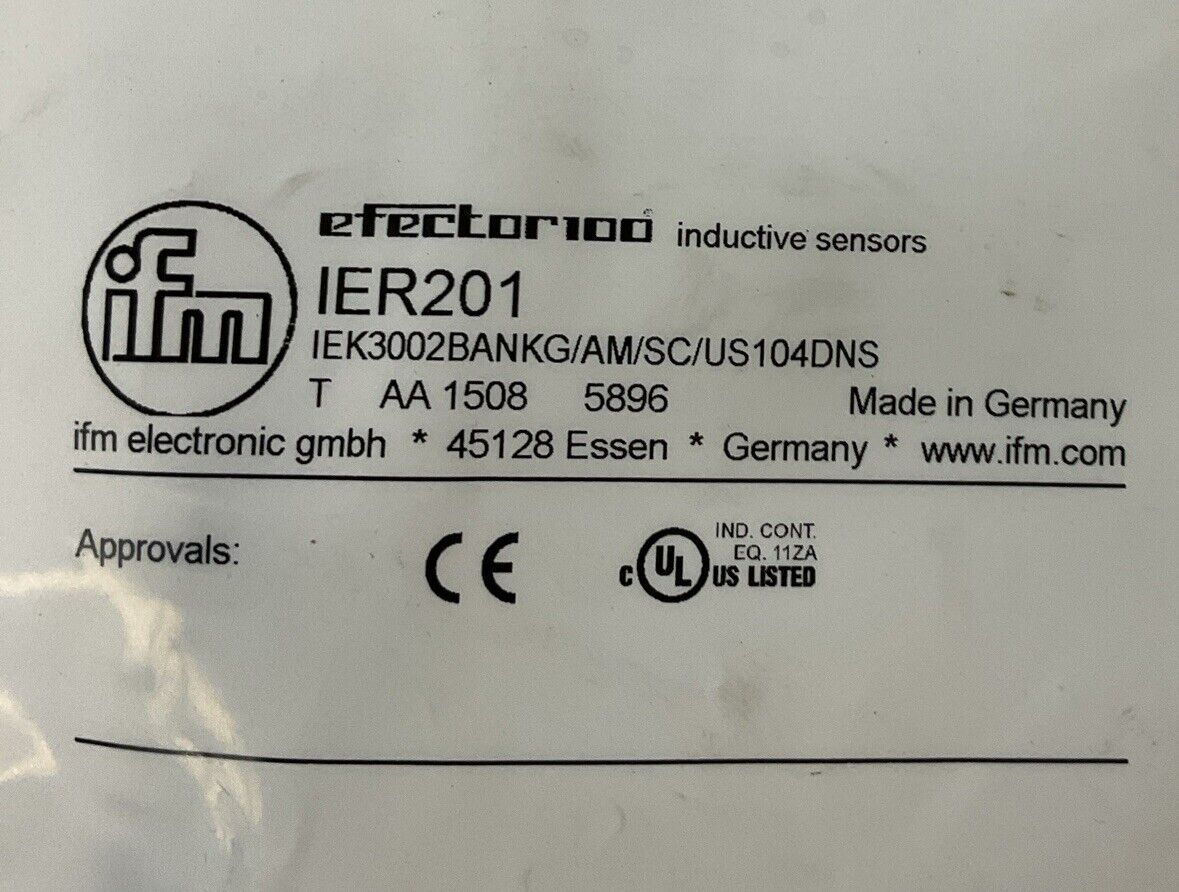 efector100 inductive sensors
ifm
IER201
IEK3002BANKG/AM/SC/US104DNS
T AA 1508 5896 Made in Germany
ifm electronic gmbh * 45128 Essen * Germany * www.ifm.com
Approvals: CE
IND. CONT.
EQ. 11ZA
C UL US LISTED